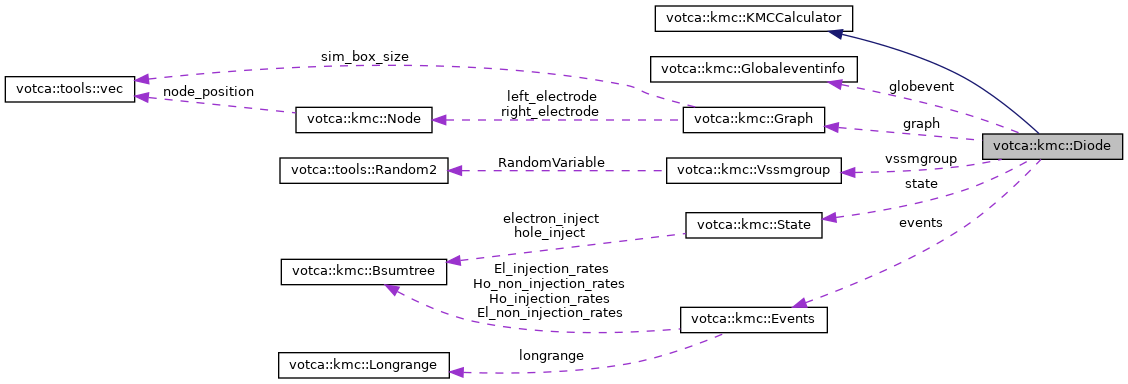 votca::kmc::KMCCalculator
sim_box_size
votca::kmc::Globaleventinfo
votca::tools::vec
node_position
globevent
left_electrode
right_electrode
votca::kmc::Node
votca::kmc::Graph
graph
votca::kmc::Diode
RandomVariable
vssmgroup
votca::tools::Random2
votca::kmc::Vssmgroup
state
electron_inject
hole_inject
votca::kmc::State
events
votca::kmc::Bsumtree
El_injection_rates
Ho_non_injection_rates
Ho_injection_rates
El_non_injection_rates
votca::kmc::Events
longrange
votca::kmc::Longrange